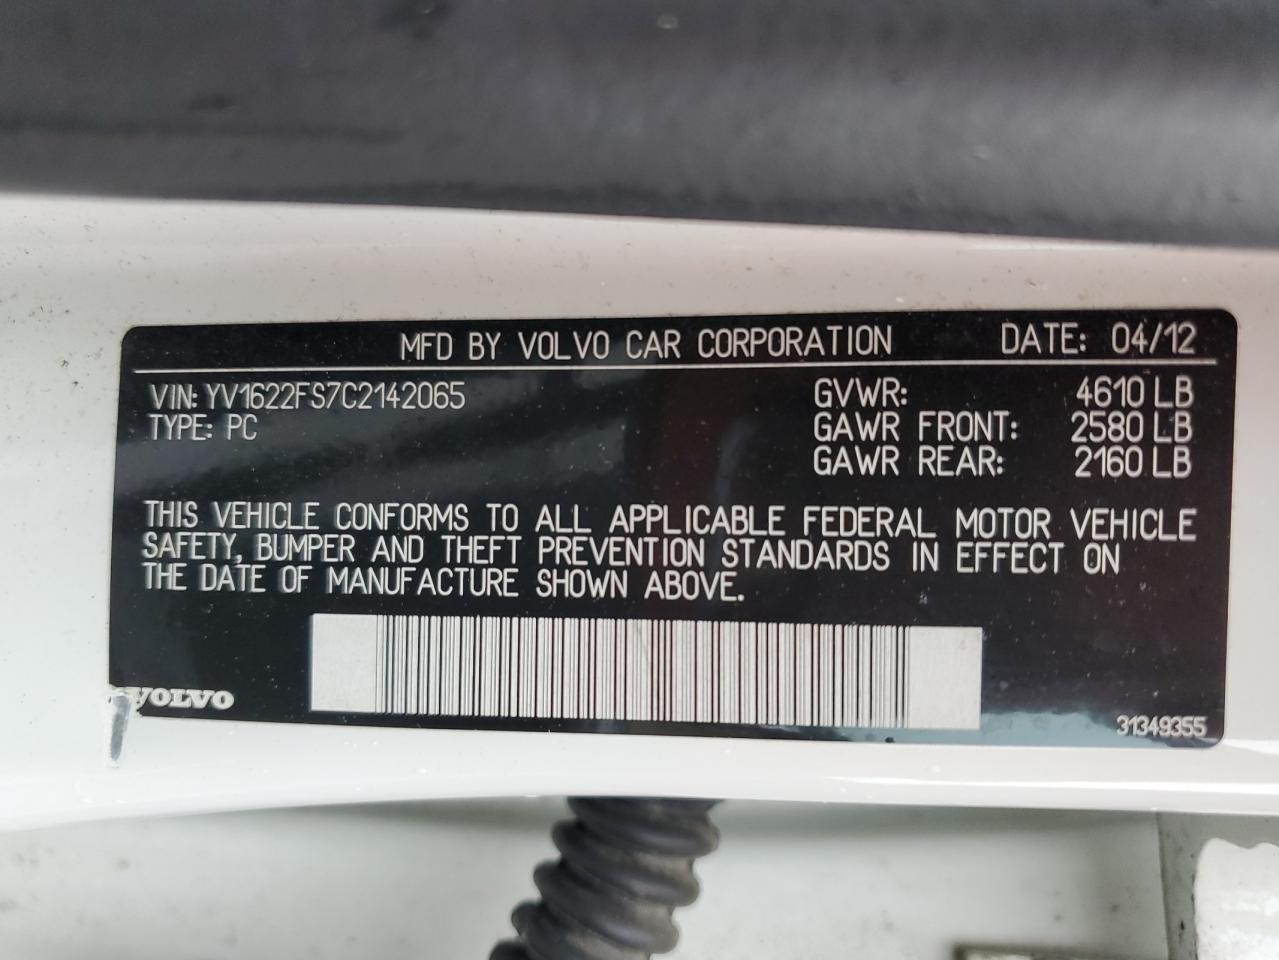 MFD BY VOLVO CAR CORPORATION DATE: 04/12
VIN: YV1622FS7C2142065 GVWR: 4610 LB
TYPE: PC GAWR FRONT: 2580 LB
GAWR REAR: 2160 LB
THIS VEHICLE CONFORMS TO ALL APPLICABLE FEDERAL MOTOR VEHICLE
SAFETY, BUMPER AND THEFT PREVENTION STANDARDS IN EFFECT ON
THE DATE OF MANUFACTURE SHOWN ABOVE.
VOLVO
31349355